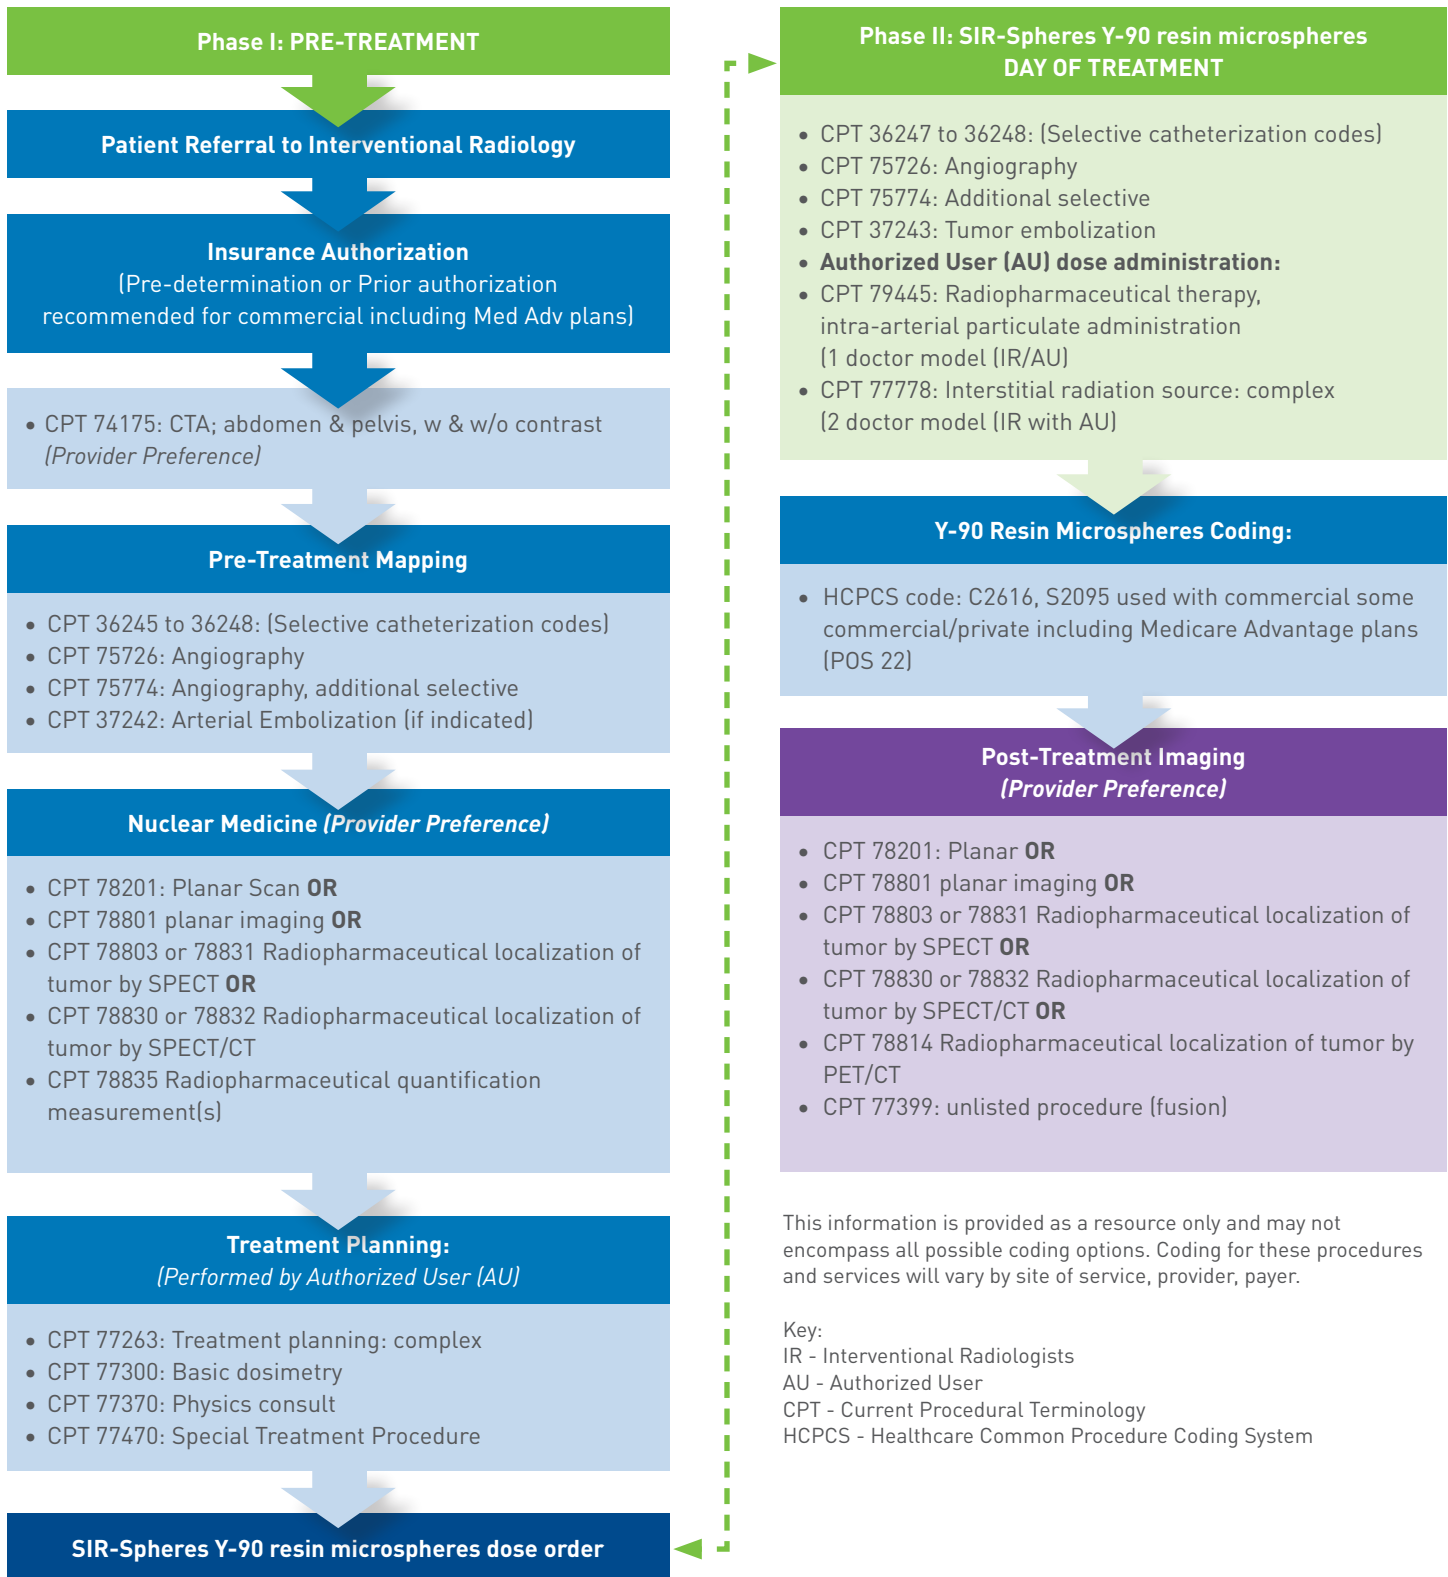 Phase I: PRE-TREATMENT
Patient Referral to Interventional Radiology
Insurance Authorization
(Pre-determination or Prior authorization
recommended for commercial including Med Adv plans)
• CPT 74175: CTA; abdomen & pelvis, w & w/o contrast
(Provider Preference)
Pre-Treatment Mapping
• CPT 36245 to 36248: (Selective catheterization codes)
• CPT 75726: Angiography
• CPT 75774: Angiography, additional selective
• CPT 37242: Arterial Embolization (if indicated)
Nuclear Medicine (Provider Preference)
• CPT 78201: Planar Scan OR
• CPT 78801 planar imaging OR
• CPT 78803 or 78831 Radiopharmaceutical localization of
tumor by SPECT OR
• CPT 78830 or 78832 Radiopharmaceutical localization of
tumor by SPECT/CT
• CPT 78835 Radiopharmaceutical quantification
measurement(s)
Treatment Planning:
(Performed by Authorized User (AU)
• CPT 77263: Treatment planning: complex
• CPT 77300: Basic dosimetry
• CPT 77370: Physics consult
• CPT 77470: Special Treatment Procedure
SIR-Spheres Y-90 resin microspheres dose order
Phase II: SIR-Spheres Y-90 resin microspheres
DAY OF TREATMENT
• CPT 36247 to 36248: (Selective catheterization codes)
• CPT 75726: Angiography
• CPT 75774: Additional selective
• CPT 37243: Tumor embolization
• Authorized User (AU) dose administration:
• CPT 79445: Radiopharmaceutical therapy,
intra-arterial particulate administration
(1 doctor model (IR/AU)
• CPT 77778: Interstitial radiation source: complex
(2 doctor model (IR with AU)
Y-90 Resin Microspheres Coding:
• HCPCS code: C2616, S2095 used with commercial some
commercial/private including Medicare Advantage plans
(POS 22)
Post-Treatment Imaging
(Provider Preference)
• CPT 78201: Planar OR
• CPT 78801 planar imaging OR
• CPT 78803 or 78831 Radiopharmaceutical localization of
tumor by SPECT OR
• CPT 78830 or 78832 Radiopharmaceutical localization of
tumor by SPECT/CT OR
• CPT 78814 Radiopharmaceutical localization of tumor by
PET/CT
• CPT 77399: unlisted procedure (fusion)
This information is provided as a resource only and may not
encompass all possible coding options. Coding for these procedures
and services will vary by site of service, provider, payer.
Key:
IR - Interventional Radiologists
AU - Authorized User
CPT - Current Procedural Terminology
HCPCS - Healthcare Common Procedure Coding System